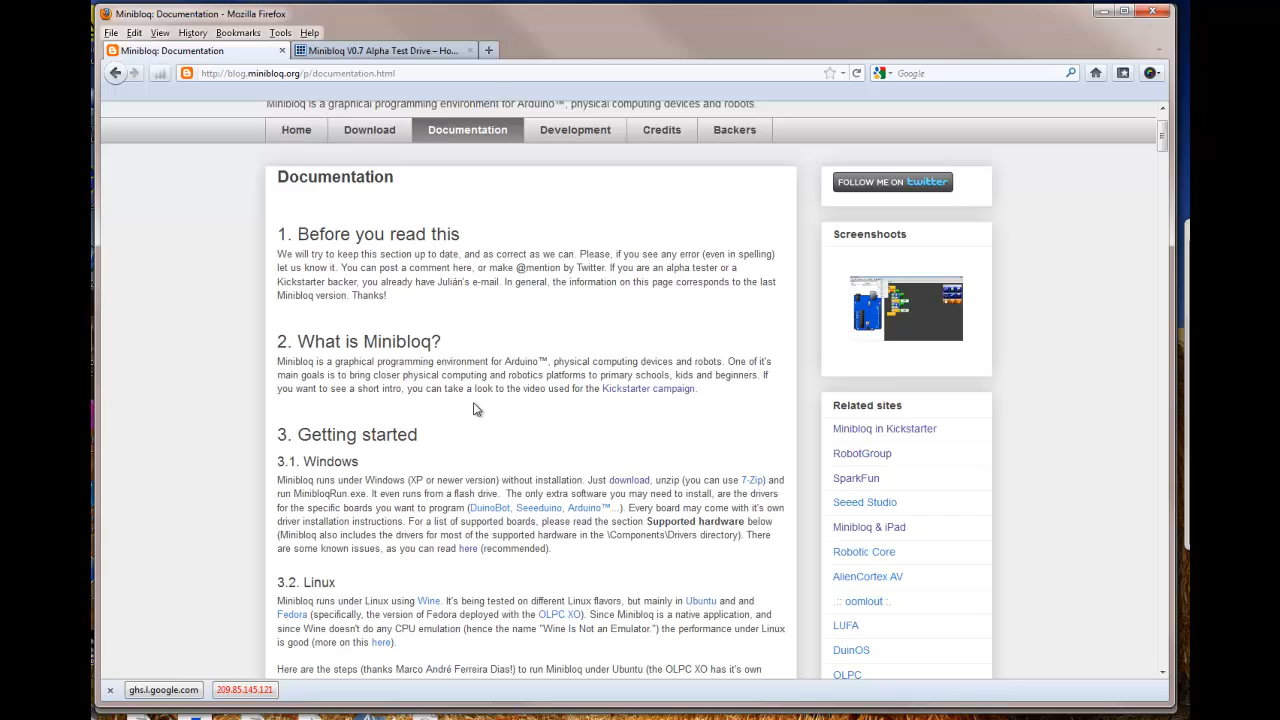 Minibloq: Documentation - Mozilla Firefox
File Edit View History Bookmarks Tools Help
Minibloq: Documentation
Minibloq V0.7 Alpha Test Drive – Ho...
http://blog.minibloq.org/p/documentation.html
Google
Minibloq is a graphical programming environment for Arduino™, physical computing devices and robots.
Home Download Documentation Development Credits Backers
Documentation
1. Before you read this
We will try to keep this section up to date, and as correct as we can. Please, if you see any error (even in spelling)
let us know it. You can post a comment here, or make @mention by Twitter. If you are an alpha tester or a
Kickstarter backer, you already have Julián's e-mail. In general, the information on this page corresponds to the last
Minibloq version. Thanks!
2. What is Minibloq?
Minibloq is a graphical programming environment for Arduino™, physical computing devices and robots. One of it's
main goals is to bring closer physical computing and robotics platforms to primary schools, kids and beginners. If
you want to see a short intro, you can take a look to the video used for the Kickstarter campaign.
3. Getting started
3.1. Windows
Minibloq runs under Windows (XP or newer version) without installation. Just download, unzip (you can use 7-Zip) and
run MinibloqRun.exe. It even runs from a flash drive. The only extra software you may need to install, are the drivers
for the specific boards you want to program (DuinoBot, Seeeduino, Arduino™...). Every board may come with it's own
driver installation instructions. For a list of supported boards, please read the section Supported hardware below
(Minibloq also includes the drivers for most of the supported hardware in the \Components\Drivers directory). There
are some known issues, as you can read here (recommended).
3.2. Linux
Minibloq runs under Linux using Wine. It's being tested on different Linux flavors, but mainly in Ubuntu and and
Fedora (specifically, the version of Fedora deployed with the OLPC XO). Since Minibloq is a native application, and
since Wine doesn't do any CPU emulation (hence the name "Wine Is Not an Emulator.") the performance under Linux
is good (more on this here).
Here are the steps (thanks Marco André Ferreira Dias!) to run Minibloq under Ubuntu (the OLPC XO has it's own
FOLLOW ME ON twitter
Screenshoots
Related sites
Minibloq in Kickstarter
RobotGroup
SparkFun
Seeed Studio
Minibloq & iPad
Robotic Core
AlienCortex AV
.:: oomlout :.
LUFA
DuinOS
OLPC
ghs.l.google.com
209.85.145.121